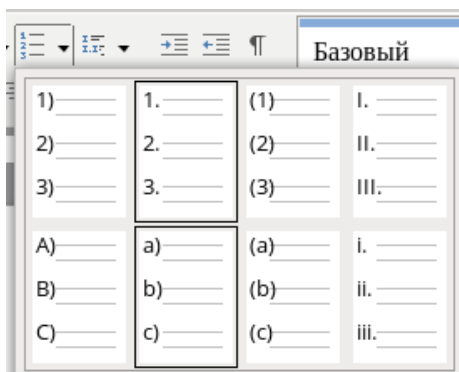 Базовый
1) 1. (1) I.
2) 2. (2) II.
3) 3. (3) III.
A) a) (a) i.
B) b) (b) ii.
C) c) (c) iii.